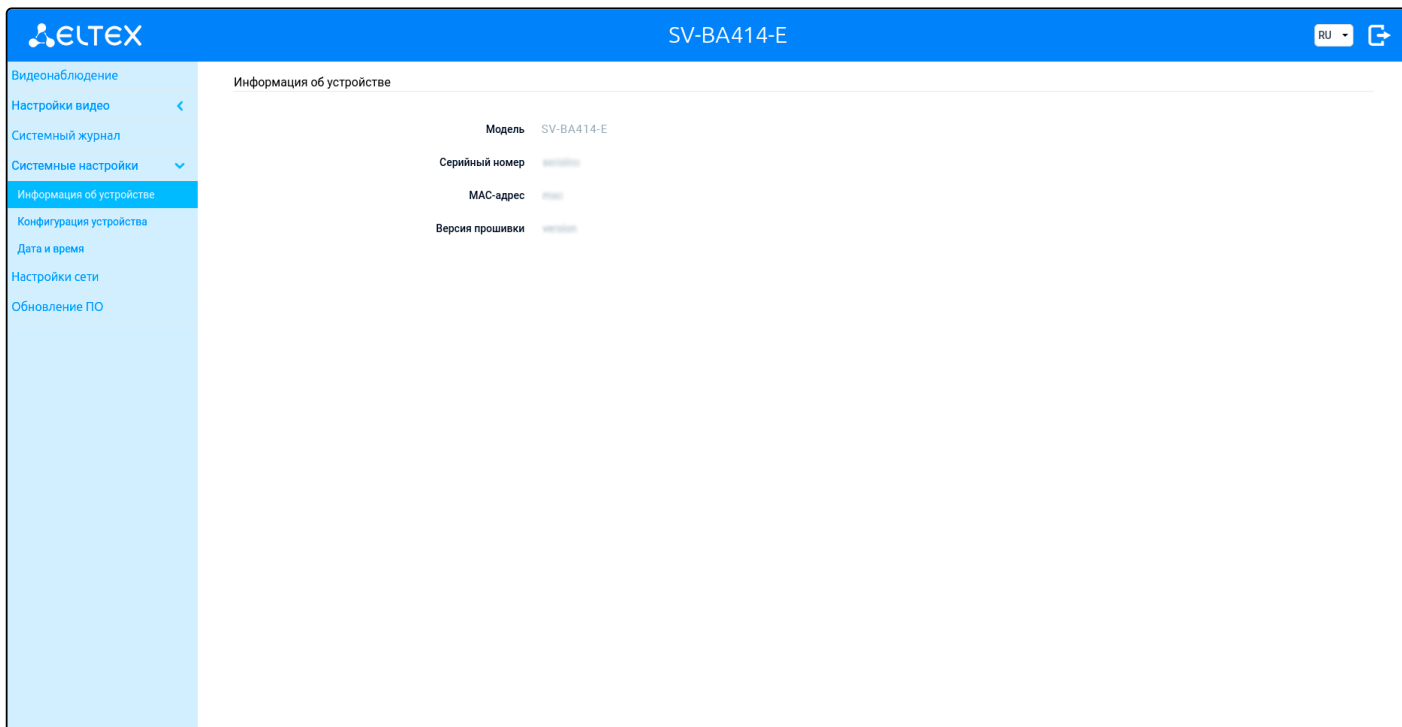 ELTEX
SV-BA414-E
RU
Видеонаблюдение
Настройки видео
Системный журнал
Системные настройки
Информация об устройстве
Конфигурация устройства
Дата и время
Настройки сети
Обновление ПО
Информация об устройстве
Модель SV-BA414-E
Серийный номер
MAC-адрес
Версия прошивки